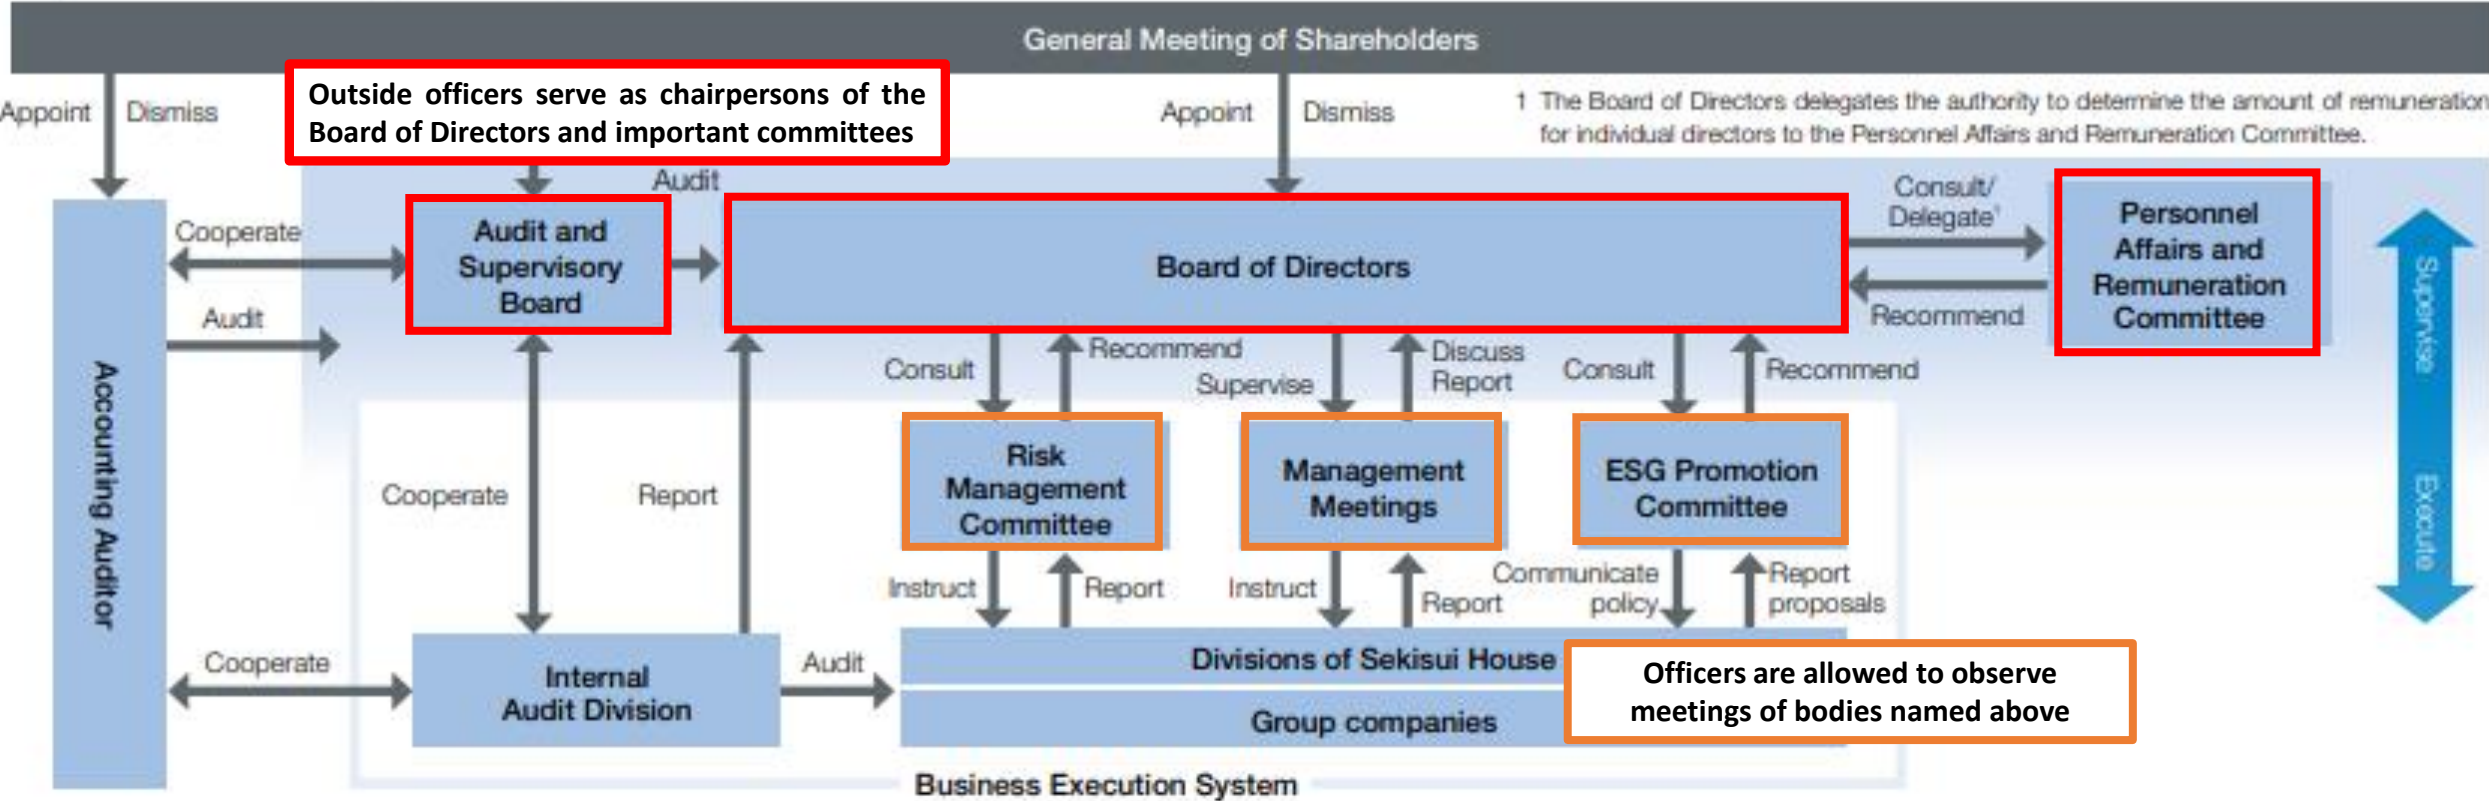 General Meeting of Shareholders
Appoint
Dismiss
Outside officers serve as chairpersons of the
Board of Directors and important committees
Appoint
Dismiss
1 The Board of Directors delegates the authority to determine the amount of remuneration
for individual directors to the Personnel Affairs and Remuneration Committee.
Audit
Cooperate
Audit and
Supervisory
Board
Board of Directors
Consult/
Delegate¹
Recommend
Personnel
Affairs and
Remuneration
Committee
Supervise
Execute
Audit
Accounting Auditor
Consult
Recommend
Supervise
Discuss
Report
Consult
Recommend
Cooperate
Report
Risk
Management
Committee
Management
Meetings
ESG Promotion
Committee
Instruct
Report
Instruct
Report
Communicate
policy
Report
proposals
Cooperate
Internal
Audit Division
Audit
Divisions of Sekisui House
Group companies
Officers are allowed to observe
meetings of bodies named above
Business Execution System